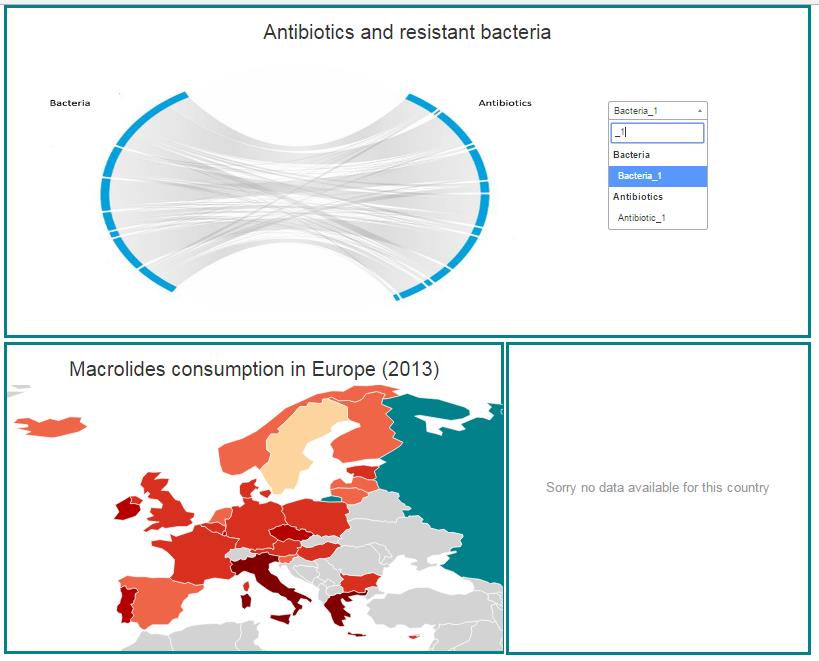 Antibiotics and resistant bacteria
Bacteria
Antibiotics
Bacteria_1
_1
Bacteria
Bacteria_1
Antibiotics
Antibiotic_1
Macrolides consumption in Europe (2013)
Sorry no data available for this country